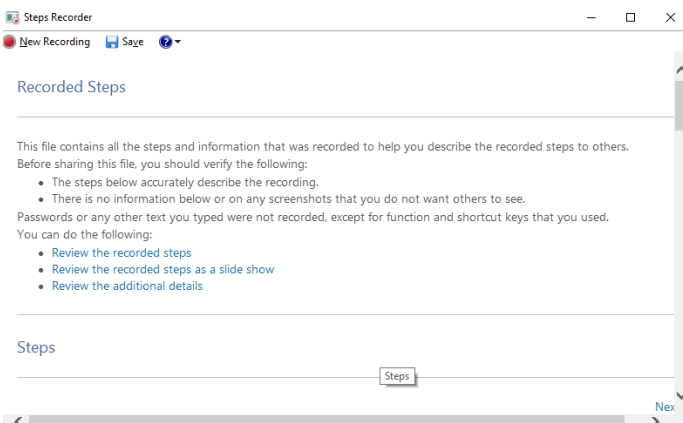 Steps Recorder
New Recording Save
Recorded Steps
This file contains all the steps and information that was recorded to help you describe the recorded steps to others.
Before sharing this file, you should verify the following:
• The steps below accurately describe the recording.
• There is no information below or on any screenshots that you do not want others to see.
Passwords or any other text you typed were not recorded, except for function and shortcut keys that you used.
You can do the following:
• Review the recorded steps
• Review the recorded steps as a slide show
• Review the additional details
Steps
Steps
Nex